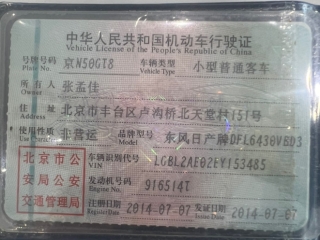 中华人民共和国机动车行驶证
Vehicle License of the People's Republic of China
号牌号码 京N50GT8 车辆类型 小型普通客车
Plate No. Vehicle Type
所有人 张孟佳
Owner
住址 北京市丰台区卢沟桥北天堂村151号
Address
使用性质 非营运 品牌型号 东风日产牌DFL6430VBD3
Use Character Model
北京市公安局公安交通管理局
车辆识别代号 LGBL2AE02EY153485
VIN
发动机号码 916514T
Engine No.
注册日期 2014-07-07 发证日期 2014-07-07
Register Date Issue Date